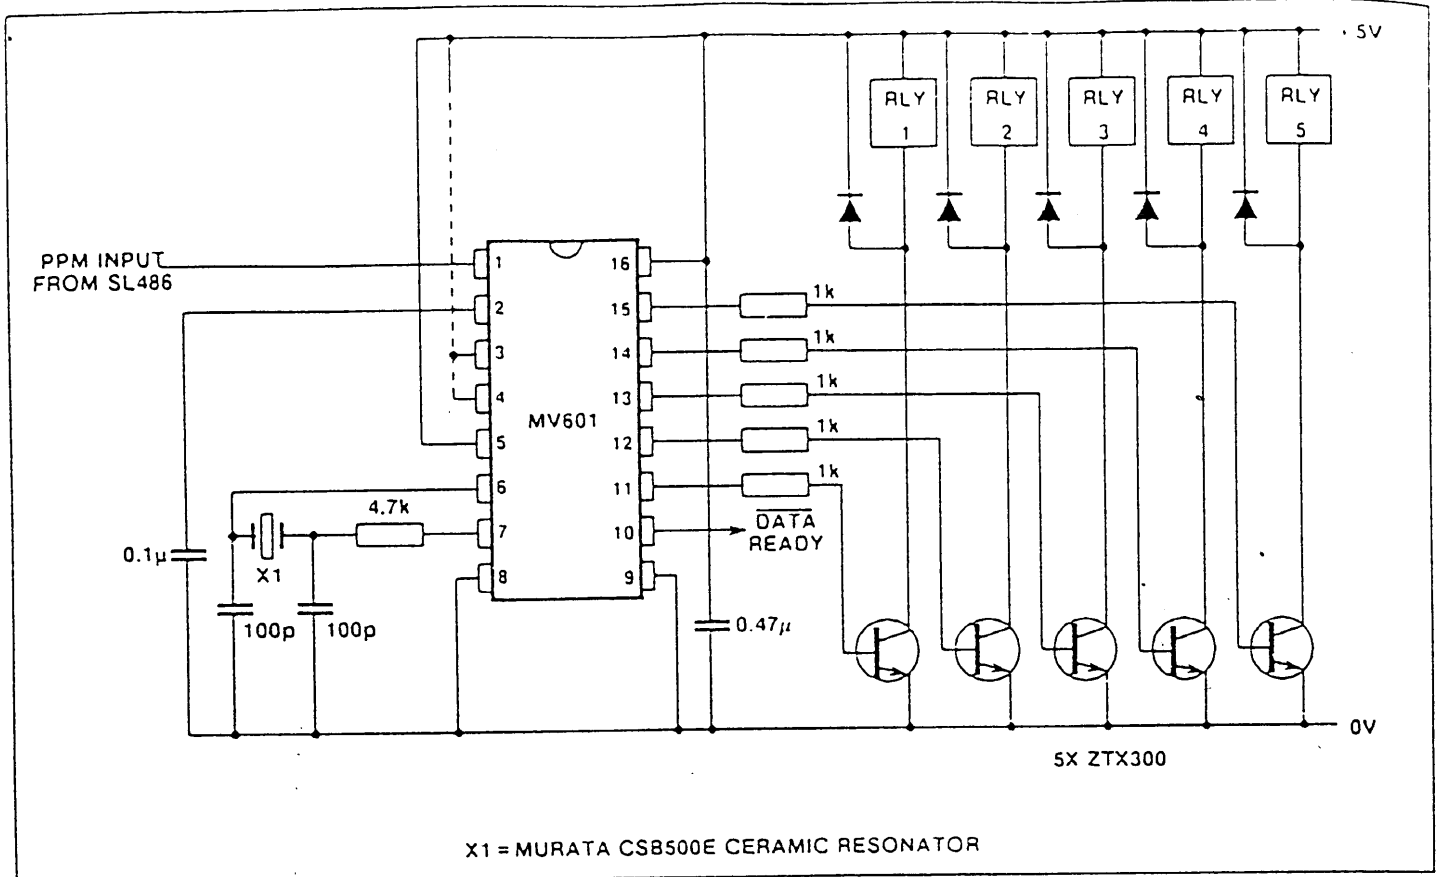 5V
RLY 1
RLY 2
RLY 3
RLY 4
RLY 5
PPM INPUT
FROM SL486
1
2
3
4
5
6
7
8
MV601
16
15
14
13
12
11
10
9
1k
1k
1k
1k
1k
DATA
READY
4.7k
0.1µ
X1
100p
100p
0.47µ
0V
5X ZTX300
X1 = MURATA CSB500E CERAMIC RESONATOR